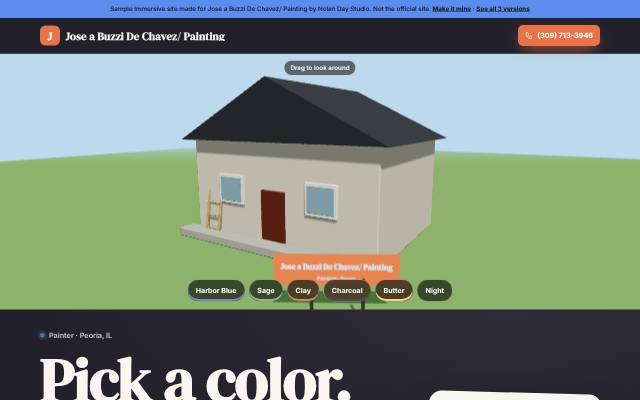 Sample Immersive site made for Jose a Buzzi De Chavez/ Painting by Nolan Day Studio. Not the official site. Make it mine · See all 3 versions
J Jose a Buzzi De Chavez/ Painting
(309) 713-3946
Drag to look around
Jose a Buzzi De Chavez/ Painting
Harbor Blue Sage Clay Charcoal Butter Night
Painter · Peoria, IL
Pick a color.